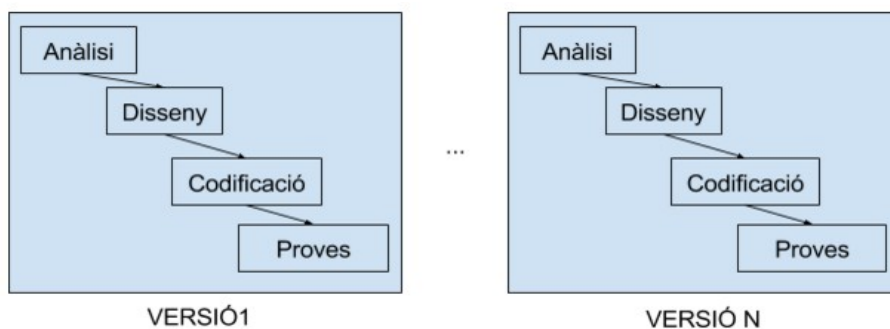 Anàlisi
Disseny
Codificació
Proves
VERSIÓ1
...
Anàlisi
Disseny
Codificació
Proves
VERSIÓ N